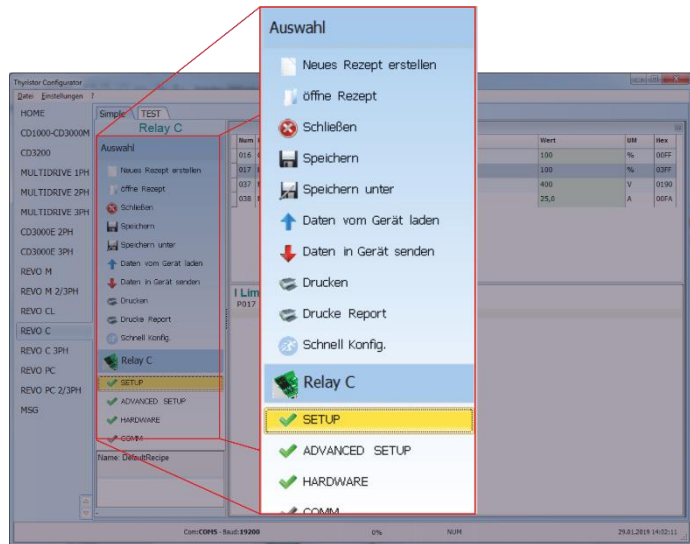 Thyristor Configurator
Datei Einstellungen ?
HOME
CD1000-CD3000M
CD3200
MULTIDRIVE 1PH
MULTIDRIVE 2PH
MULTIDRIVE 3PH
CD3000E 2PH
CD3000E 3PH
REVO M
REVO M 2/3PH
REVO CL
REVO C
REVO C 3PH
REVO PC
REVO PC 2/3PH
MSG
Simple TEST
Relay C
Auswahl
Neues Rezept erstellen
öffne Rezept
Schließen
Speichern
Speichern unter
Daten vom Gerät laden
Daten in Gerät senden
Drucken
Drucke Report
Schnell Konfig.
Relay C
SETUP
ADVANCED SETUP
HARDWARE
COMM
Name: DefaultRecipe
Auswahl
Neues Rezept erstellen
öffne Rezept
Schließen
Speichern
Speichern unter
Daten vom Gerät laden
Daten in Gerät senden
Drucken
Drucke Report
Schnell Konfig.
Relay C
SETUP
ADVANCED SETUP
HARDWARE
COMM
Num Wert UM Hex
016 100 % 00FF
017 100 % 03FF
037 400 V 0190
038 25,0 A 00FA
I Lim
P017
Com:COM5 - Baud:19200 0% NUM 29.01.2019 14:02:11